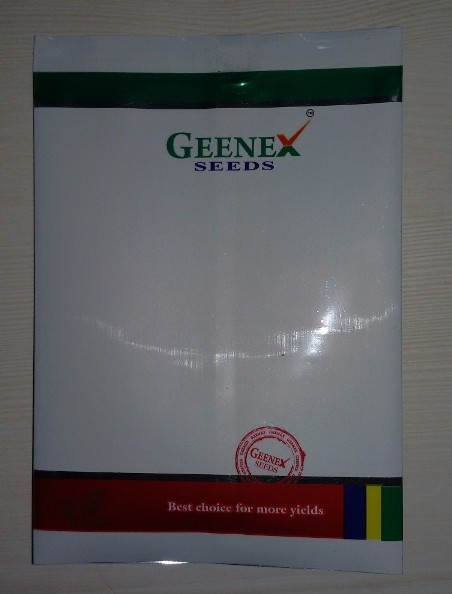 GEENEX
SEEDS
GEENEX
SEEDS
Best choice for more yields